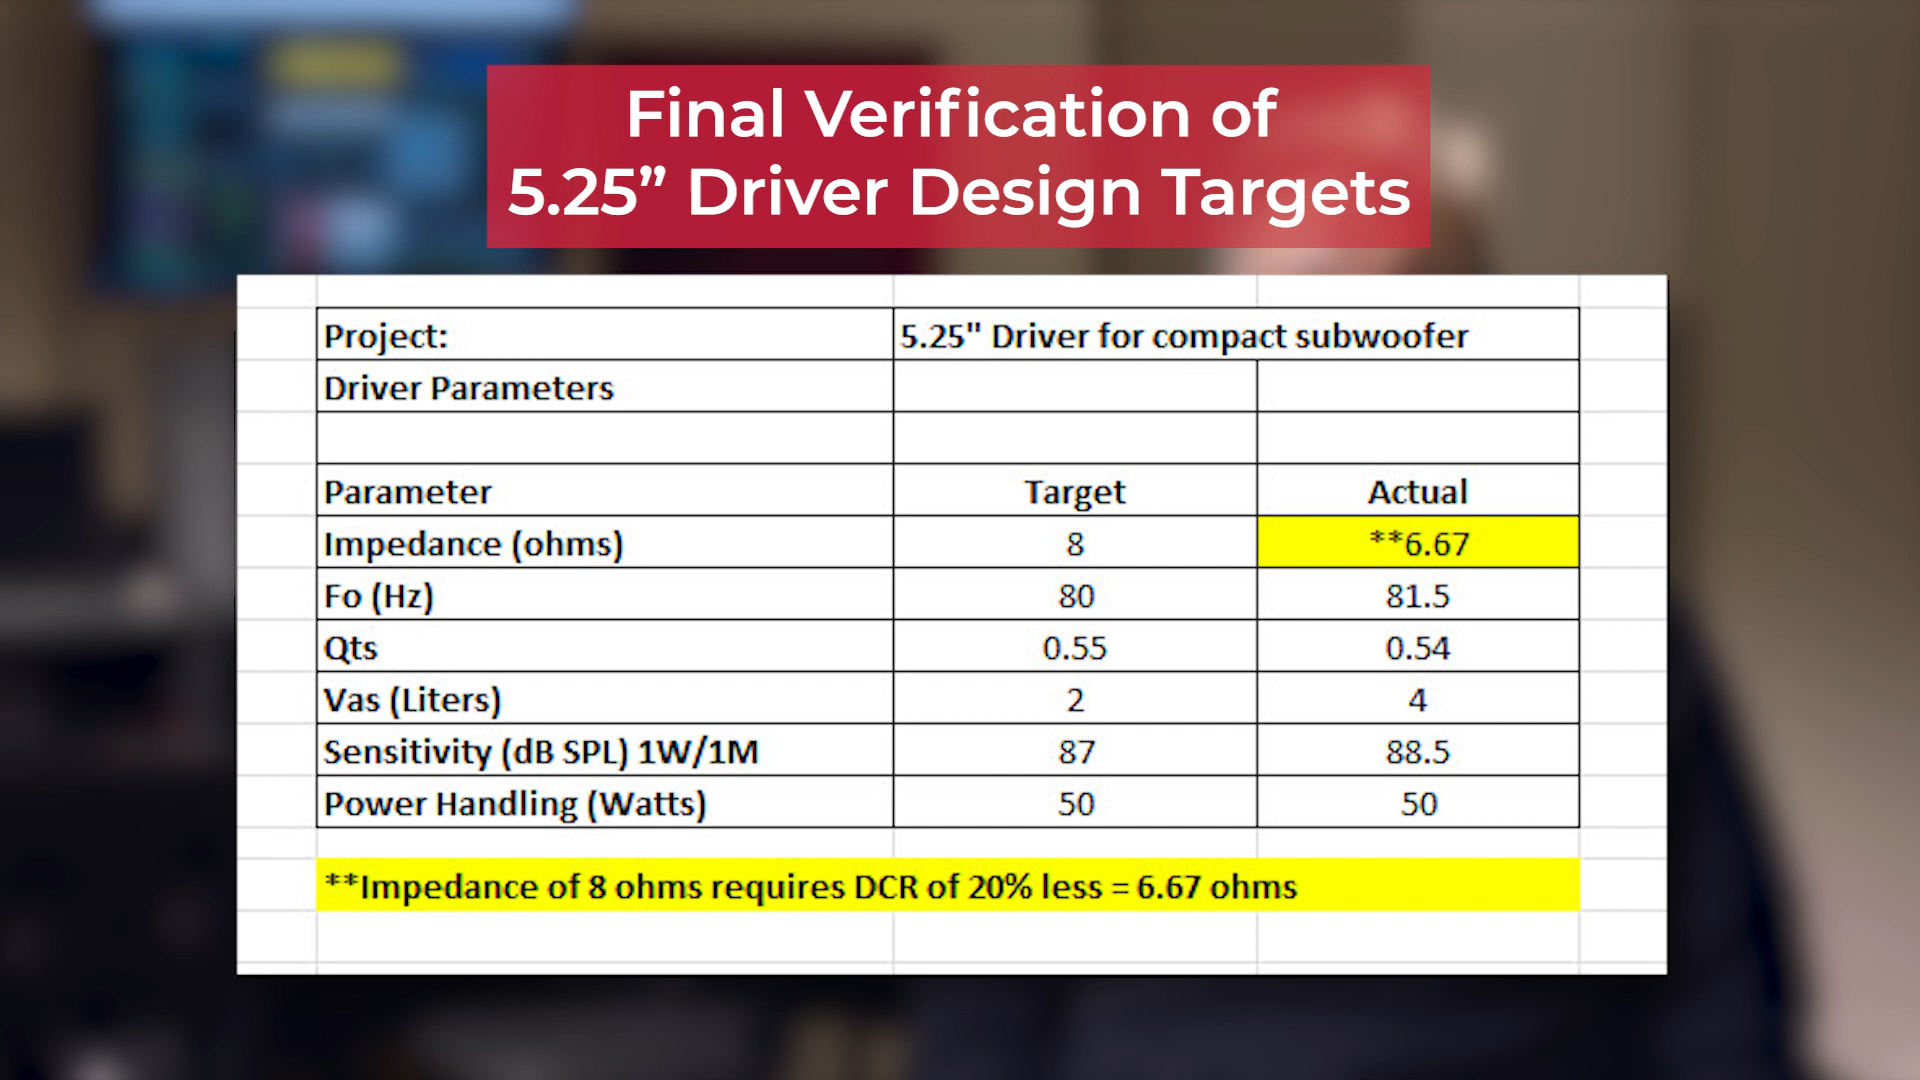 Final Verification of
5.25” Driver Design Targets
Project: 5.25" Driver for compact subwoofer
Driver Parameters
Parameter Target Actual
Impedance (ohms) 8 **6.67
Fo (Hz) 80 81.5
Qts 0.55 0.54
Vas (Liters) 2 4
Sensitivity (dB SPL) 1W/1M 87 88.5
Power Handling (Watts) 50 50
**Impedance of 8 ohms requires DCR of 20% less = 6.67 ohms